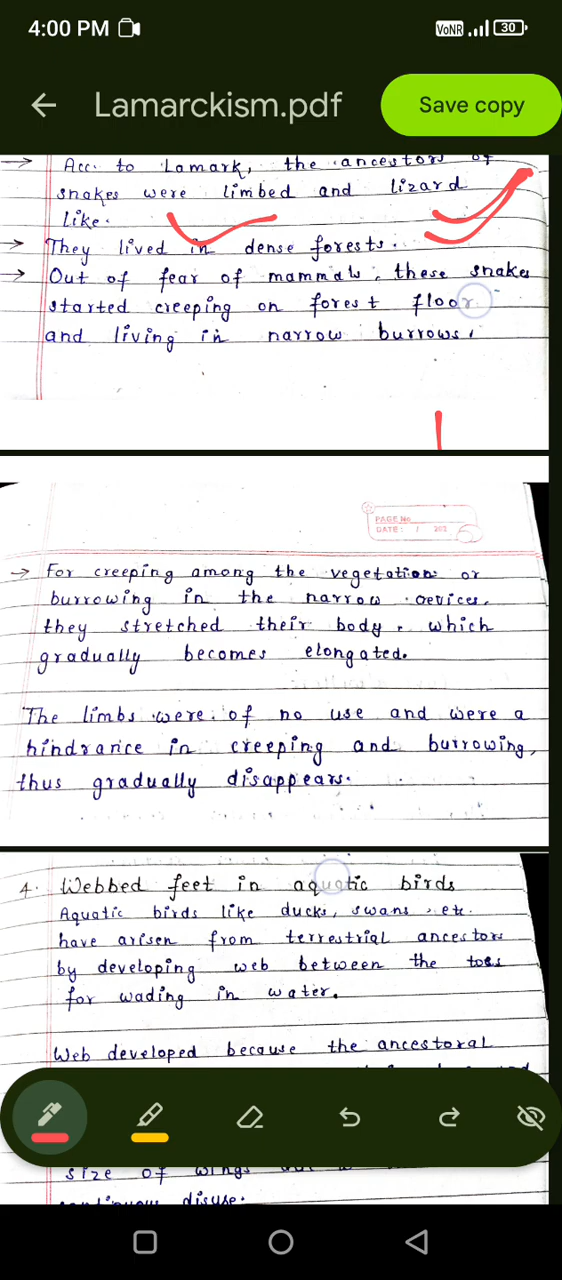 4:00 PM
VoNR
30
Lamarckism.pdf
Save copy
→ Acc. to Lamark, the ancestors of
snakes were limbed and lizard
like.
→ They lived in dense forests.
→ Out of fear of mammals, these snakes
started creeping on forest floor
and living in narrow burrows.
PAGE No
DATE: / 202
→ For creeping among the vegetation or
burrowing in the narrow crevices,
they stretched their body, which
gradually becomes elongated.
The limbs were of no use and were a
hindrance in creeping and burrowing,
thus gradually disappears.
4. Webbed feet in aquatic birds
Aquatic birds like ducks, swans, etc.
have arisen from terrestrial ancestors
by developing web between the toes
for wading in water.
Web developed because the ancestoral
size of wings
continuous disuse.